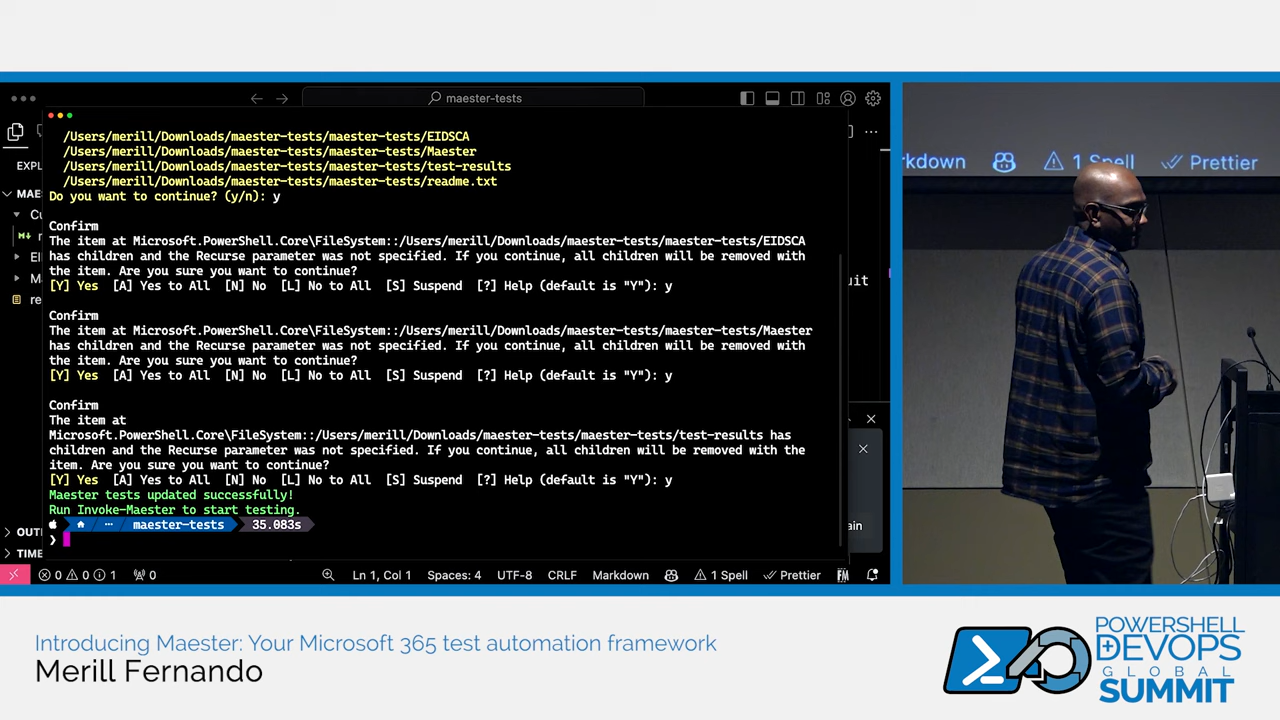 maester-tests
/Users/merill/Downloads/maester-tests/maester-tests/EIDSCA
/Users/merill/Downloads/maester-tests/maester-tests/Maester
/Users/merill/Downloads/maester-tests/maester-tests/test-results
/Users/merill/Downloads/maester-tests/maester-tests/readme.txt
Do you want to continue? (y/n): y
Confirm
The item at Microsoft.PowerShell.Core\FileSystem::/Users/merill/Downloads/maester-tests/maester-tests/EIDSCA
has children and the Recurse parameter was not specified. If you continue, all children will be removed with
the item. Are you sure you want to continue?
[Y] Yes [A] Yes to All [N] No [L] No to All [S] Suspend [?] Help (default is "Y"): y
Confirm
The item at Microsoft.PowerShell.Core\FileSystem::/Users/merill/Downloads/maester-tests/maester-tests/Maester
has children and the Recurse parameter was not specified. If you continue, all children will be removed with
the item. Are you sure you want to continue?
[Y] Yes [A] Yes to All [N] No [L] No to All [S] Suspend [?] Help (default is "Y"): y
Confirm
The item at
Microsoft.PowerShell.Core\FileSystem::/Users/merill/Downloads/maester-tests/maester-tests/test-results has
children and the Recurse parameter was not specified. If you continue, all children will be removed with the
item. Are you sure you want to continue?
[Y] Yes [A] Yes to All [N] No [L] No to All [S] Suspend [?] Help (default is "Y"): y
Maester tests updated successfully!
Run Invoke-Maester to start testing.
maester-tests 35.083s
EXPL
MAE
Cu
El
M
re
OUT
TIME
uit
ain
0 0 1 0
Ln 1, Col 1 Spaces: 4 UTF-8 CRLF Markdown 1 Spell Prettier FM
rkdown 1 Spell Prettier
Introducing Maester: Your Microsoft 365 test automation framework
Merill Fernando
POWERSHELL
DEVOPS
GLOBAL
SUMMIT